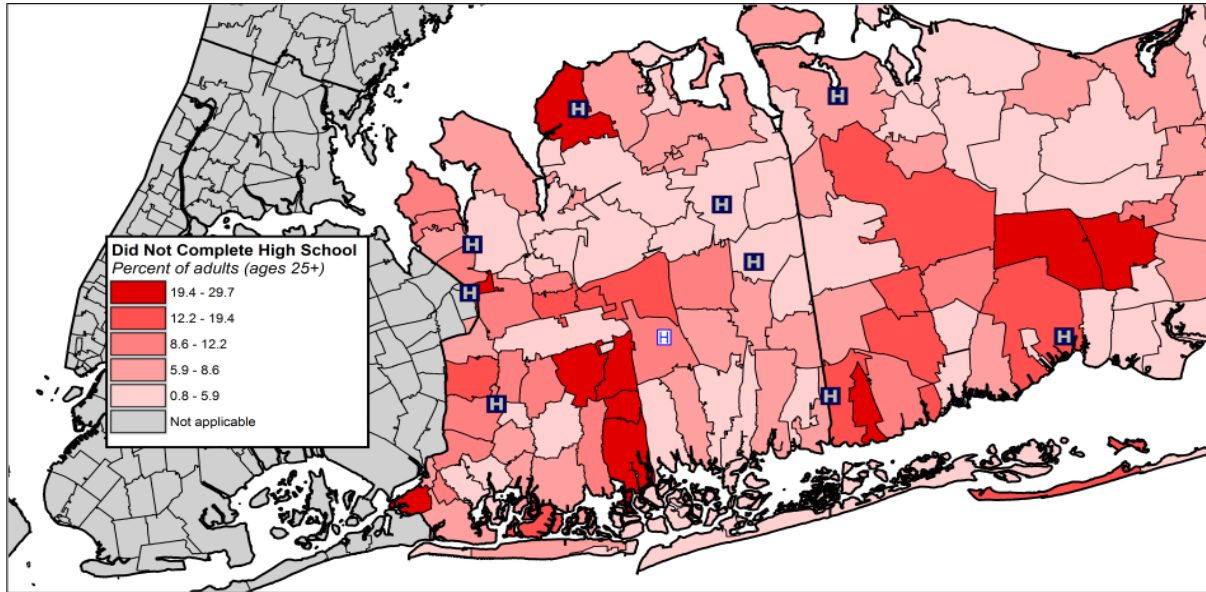 H
H
H
H
H
Did Not Complete High School
Percent of adults (ages 25+)
19.4 - 29.7
12.2 - 19.4
8.6 - 12.2
5.9 - 8.6
0.8 - 5.9
Not applicable
H
H
H
H
H